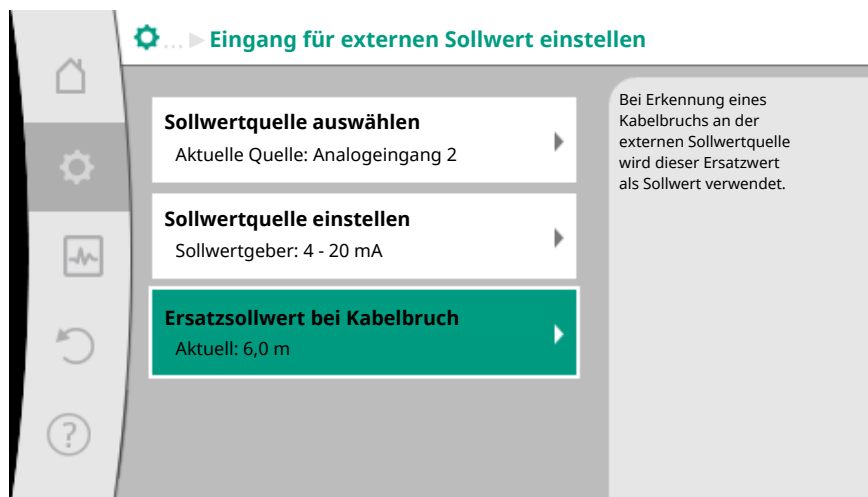 ... ▶ Eingang für externen Sollwert einstellen
Sollwertquelle auswählen
Aktuelle Quelle: Analogeingang 2
Sollwertquelle einstellen
Sollwertgeber: 4 - 20 mA
Ersatzsollwert bei Kabelbruch
Aktuell: 6,0 m
Bei Erkennung eines
Kabelbruchs an der
externen Sollwertquelle
wird dieser Ersatzwert
als Sollwert verwendet.
?